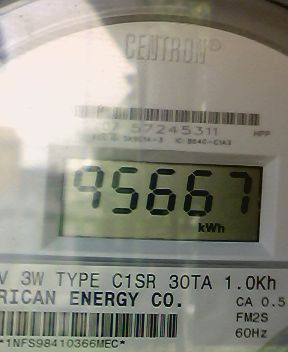 CENTRON®
57245311 HPP
95667
kWh
V 3W TYPE C1SR 30TA 1.0Kh
RICAN ENERGY CO. CA 0.5
FM2S
*1NFS98410366MEC* 60Hz